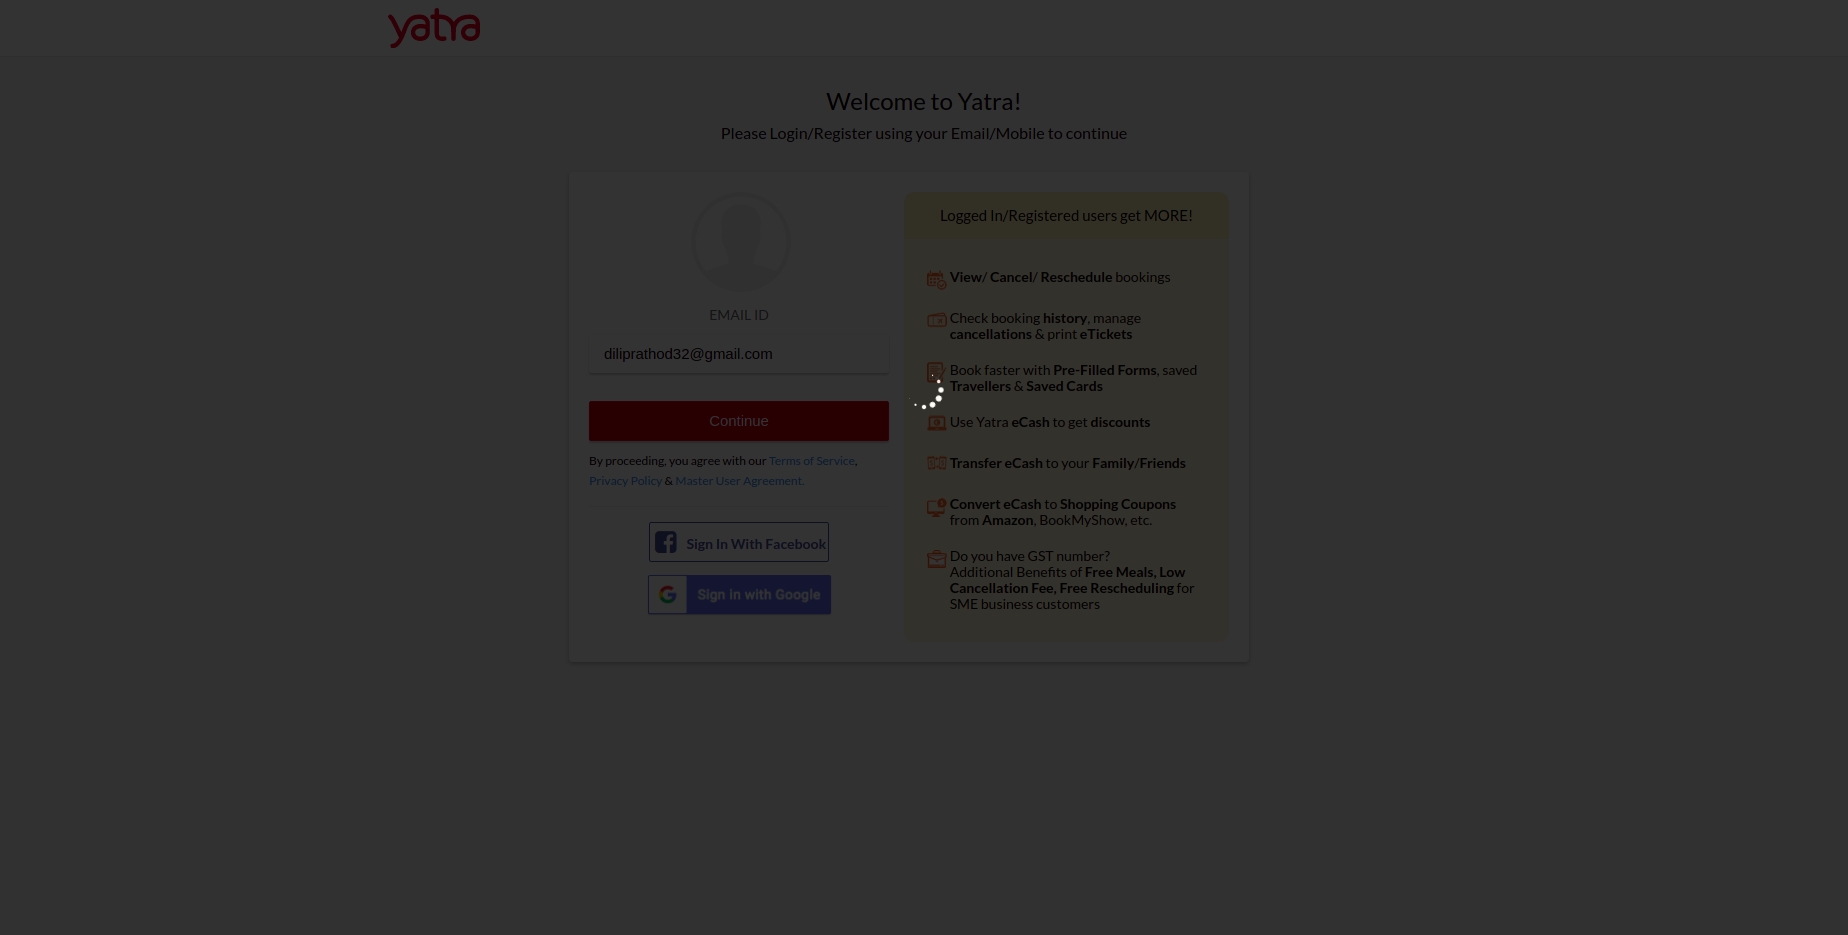 yatra
Welcome to Yatra!
Please Login/Register using your Email/Mobile to continue
EMAIL ID
diliprathod32@gmail.com
Continue
By proceeding, you agree with our Terms of Service,
Privacy Policy & Master User Agreement.
Sign In With Facebook
Sign in with Google
Logged In/Registered users get MORE!
View/ Cancel/ Reschedule bookings
Check booking history, manage
cancellations & print eTickets
Book faster with Pre-Filled Forms, saved
Travellers & Saved Cards
Use Yatra eCash to get discounts
Transfer eCash to your Family/Friends
Convert eCash to Shopping Coupons
from Amazon, BookMyShow, etc.
Do you have GST number?
Additional Benefits of Free Meals, Low
Cancellation Fee, Free Rescheduling for
SME business customers